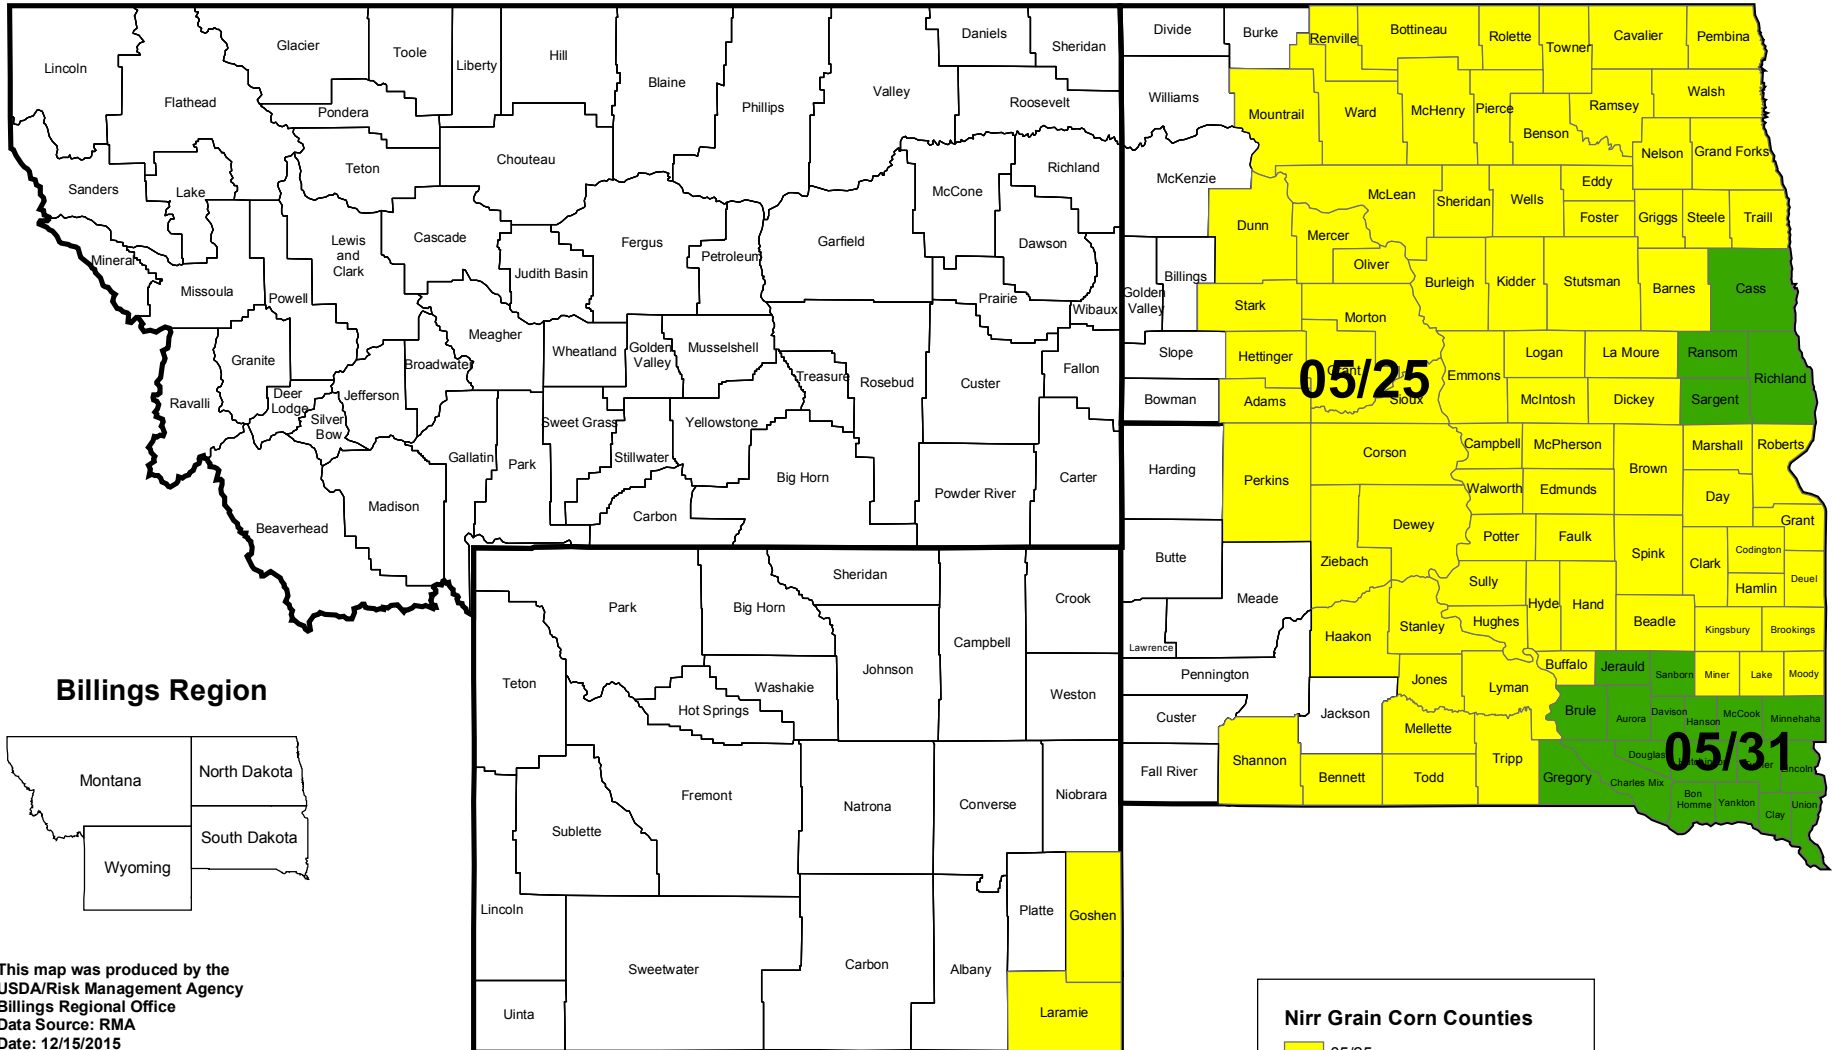 Lincoln
Flathead
Glacier
Toole
Liberty
Hill
Blaine
Phillips
Valley
Daniels
Sheridan
Roosevelt
Pondera
Teton
Chouteau
Sanders
Lake
McCone
Richland
Mineral
Missoula
Powell
Lewis
and
Clark
Cascade
Judith Basin
Fergus
Petroleum
Garfield
Dawson
Prairie
Wibaux
Granite
Meagher
Wheatland
Golden
Valley
Musselshell
Treasure
Rosebud
Custer
Fallon
Ravalli
Deer
Lodge
Silver
Bow
Jefferson
Broadwater
Gallatin
Park
Sweet Grass
Stillwater
Yellowstone
Big Horn
Powder River
Carter
Carbon
Madison
Beaverhead
Divide
Burke
Renville
Bottineau
Rolette
Towner
Cavalier
Pembina
Williams
Mountrail
Ward
McHenry
Pierce
Benson
Ramsey
Walsh
Nelson
Grand Forks
McKenzie
Dunn
McLean
Mercer
Oliver
Sheridan
Wells
Eddy
Foster
Griggs
Steele
Traill
Golden
Valley
Billings
Stark
Morton
Burleigh
Kidder
Stutsman
Barnes
Cass
Slope
Hettinger
Grant
05/25
Sioux
Emmons
Logan
La Moure
Ransom
Richland
Bowman
Adams
McIntosh
Dickey
Sargent
Harding
Perkins
Corson
Campbell
McPherson
Brown
Marshall
Roberts
Walworth
Edmunds
Day
Grant
Butte
Ziebach
Dewey
Potter
Faulk
Spink
Clark
Codington
Deuel
Hamlin
Meade
Sully
Hyde
Hand
Beadle
Kingsbury
Brookings
Haakon
Stanley
Hughes
Lawrence
Pennington
Jones
Lyman
Buffalo
Jerauld
Sanborn
Miner
Lake
Moody
Custer
Jackson
Mellette
Brule
Aurora
Davison
Hanson
McCook
Minnehaha
Fall River
Shannon
Bennett
Todd
Tripp
Gregory
Douglas
Charles Mix
05/31
Lincoln
Bon
Homme
Yankton
Clay
Union
Park
Big Horn
Sheridan
Campbell
Crook
Johnson
Weston
Teton
Washakie
Hot Springs
Fremont
Natrona
Converse
Niobrara
Sublette
Lincoln
Sweetwater
Carbon
Albany
Platte
Goshen
Laramie
Uinta
Billings Region
Montana
North Dakota
South Dakota
Wyoming
This map was produced by the
USDA/Risk Management Agency
Billings Regional Office
Data Source: RMA
Date: 12/15/2015
Nirr Grain Corn Counties